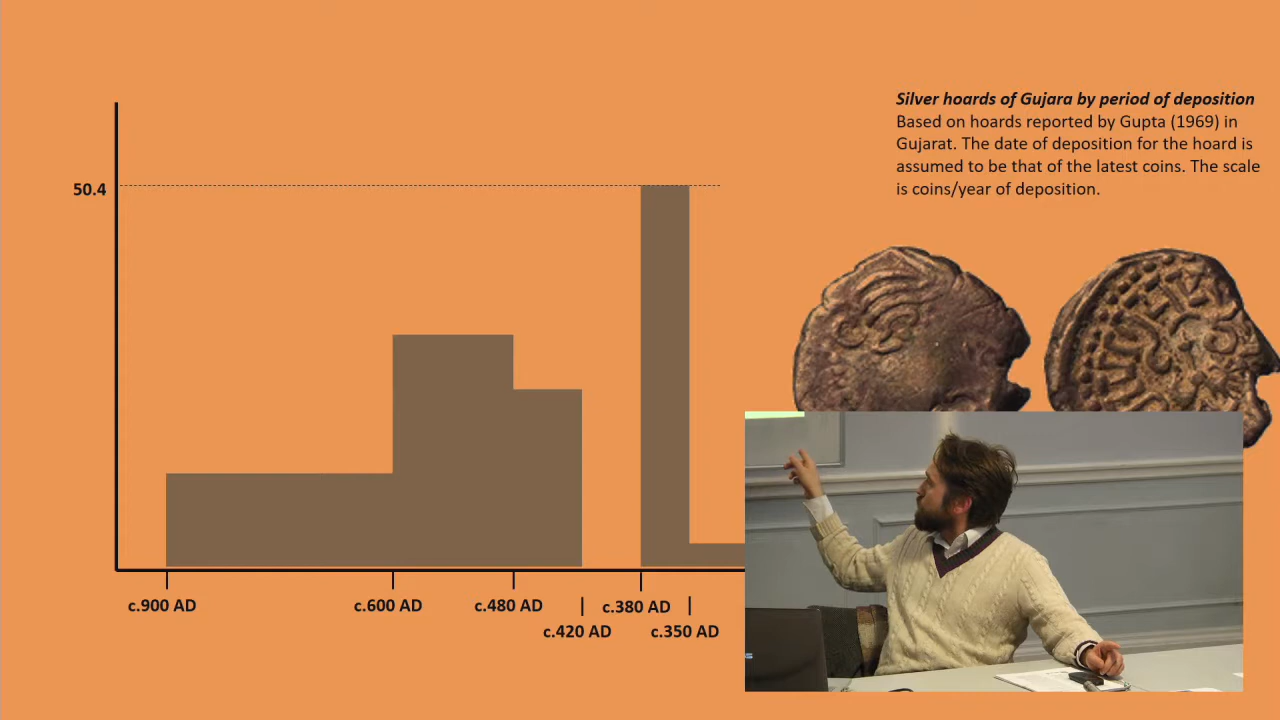 Silver hoards of Gujara by period of deposition
Based on hoards reported by Gupta (1969) in
Gujarat. The date of deposition for the hoard is
assumed to be that of the latest coins. The scale
is coins/year of deposition.
50.4
c.900 AD
c.600 AD
c.480 AD
c.380 AD
c.420 AD
c.350 AD